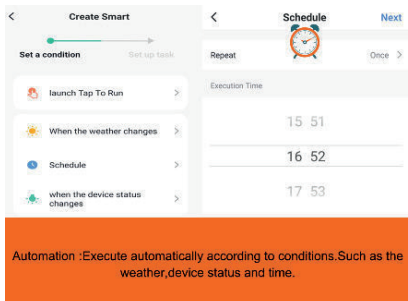 Create Smart
Set a condition
Set up task
launch Tap To Run
When the weather changes
Schedule
when the device status
changes
Schedule
Next
Repeat
Once
Execution Time
15 51
16 52
17 53
Automation :Execute automatically according to conditions.Such as the
weather,device status and time.